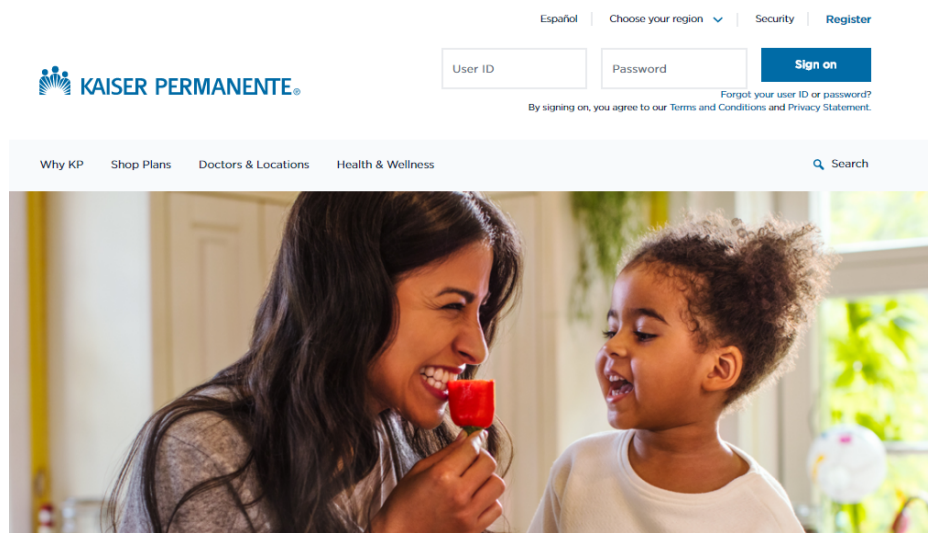 Español
Choose your region
Security
Register
KAISER PERMANENTE®
User ID
Password
Sign on
Forgot your user ID or password?
By signing on, you agree to our Terms and Conditions and Privacy Statement.
Why KP
Shop Plans
Doctors & Locations
Health & Wellness
Search